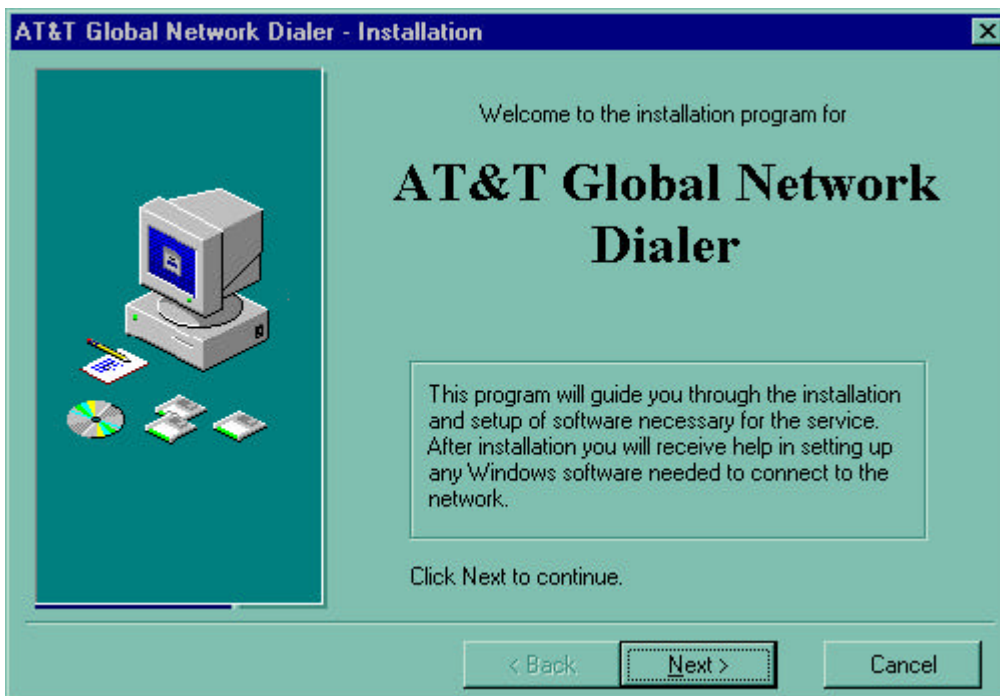 AT&T Global Network Dialer - Installation
Welcome to the installation program for
AT&T Global Network
Dialer
This program will guide you through the installation
and setup of software necessary for the service.
After installation you will receive help in setting up
any Windows software needed to connect to the
network.
Click Next to continue.
< Back
Next >
Cancel